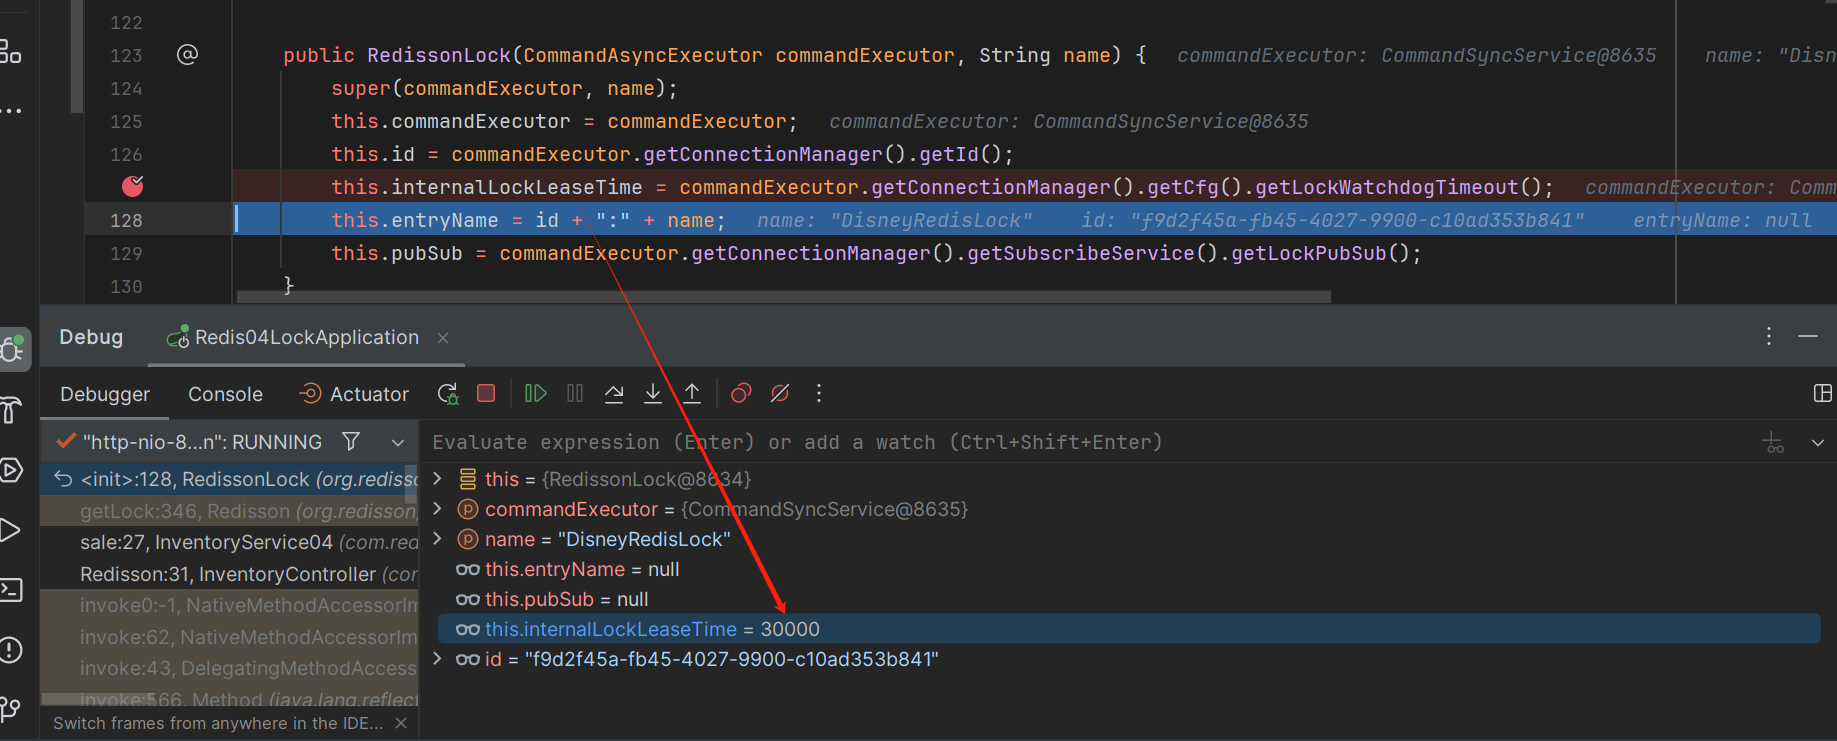 122
123 @ public RedissonLock(CommandAsyncExecutor commandExecutor, String name) { commandExecutor: CommandSyncService@8635 name: "Disn
124 super(commandExecutor, name);
125 this.commandExecutor = commandExecutor; commandExecutor: CommandSyncService@8635
126 this.id = commandExecutor.getConnectionManager().getId();
this.internalLockLeaseTime = commandExecutor.getConnectionManager().getCfg().getLockWatchdogTimeout(); commandExecutor: Comm
128 this.entryName = id + ":" + name; name: "DisneyRedisLock" id: "f9d2f45a-fb45-4027-9900-c10ad353b841" entryName: null
129 this.pubSub = commandExecutor.getConnectionManager().getSubscribeService().getLockPubSub();
130 }
Debug Redis04LockApplication
Debugger Console Actuator
"http-nio-8...n": RUNNING
Evaluate expression (Enter) or add a watch (Ctrl+Shift+Enter)
<init>:128, RedissonLock (org.redisso
getLock:346, Redisson (org.redisson
sale:27, InventoryService04 (com.red
Redisson:31, InventoryController (cor
invoke0:-1, NativeMethodAccessorIm
invoke:62, NativeMethodAccessorIm
invoke:43, DelegatingMethodAccess
invoke:566, Method (java.lang.reflect
Switch frames from anywhere in the IDE...
this = {RedissonLock@8634}
commandExecutor = {CommandSyncService@8635}
name = "DisneyRedisLock"
this.entryName = null
this.pubSub = null
this.internalLockLeaseTime = 30000
id = "f9d2f45a-fb45-4027-9900-c10ad353b841"